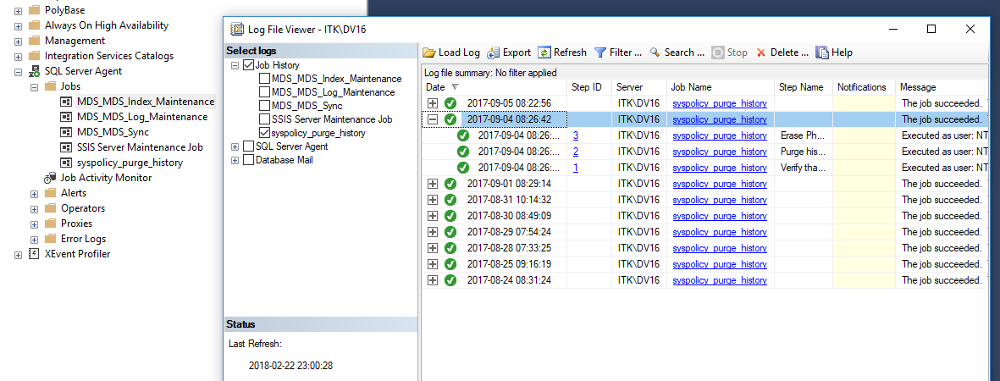 PolyBase
Always On High Availability
Management
Integration Services Catalogs
SQL Server Agent
Jobs
MDS_MDS_Index_Maintenance
MDS_MDS_Log_Maintenance
MDS_MDS_Sync
SSIS Server Maintenance Job
syspolicy_purge_history
Job Activity Monitor
Alerts
Operators
Proxies
Error Logs
XEvent Profiler
Log File Viewer - ITK\DV16
Select logs
Job History
MDS_MDS_Index_Maintenance
MDS_MDS_Log_Maintenance
MDS_MDS_Sync
SSIS Server Maintenance Job
syspolicy_purge_history
SQL Server Agent
Database Mail
Status
Last Refresh:
2018-02-22 23:00:28
Load Log Export Refresh Filter ... Search ... Stop Delete ... Help
Log file summary: No filter applied
Date Step ID Server Job Name Step Name Notifications Message
2017-09-05 08:22:56 ITK\DV16 syspolicy_purge_history The job succeeded.
2017-09-04 08:26:42 ITK\DV16 syspolicy_purge_history The job succeeded.
2017-09-04 08:26:... 3 ITK\DV16 syspolicy_purge_history Erase Ph... Executed as user: NT
2017-09-04 08:26:... 2 ITK\DV16 syspolicy_purge_history Purge his... Executed as user: NT
2017-09-04 08:26:... 1 ITK\DV16 syspolicy_purge_history Verify tha... Executed as user: NT
2017-09-01 08:29:14 ITK\DV16 syspolicy_purge_history The job succeeded.
2017-08-31 10:14:32 ITK\DV16 syspolicy_purge_history The job succeeded.
2017-08-30 08:49:09 ITK\DV16 syspolicy_purge_history The job succeeded.
2017-08-29 07:54:24 ITK\DV16 syspolicy_purge_history The job succeeded.
2017-08-28 07:33:25 ITK\DV16 syspolicy_purge_history The job succeeded.
2017-08-25 09:16:19 ITK\DV16 syspolicy_purge_history The job succeeded.
2017-08-24 08:31:24 ITK\DV16 syspolicy_purge_history The job succeeded.